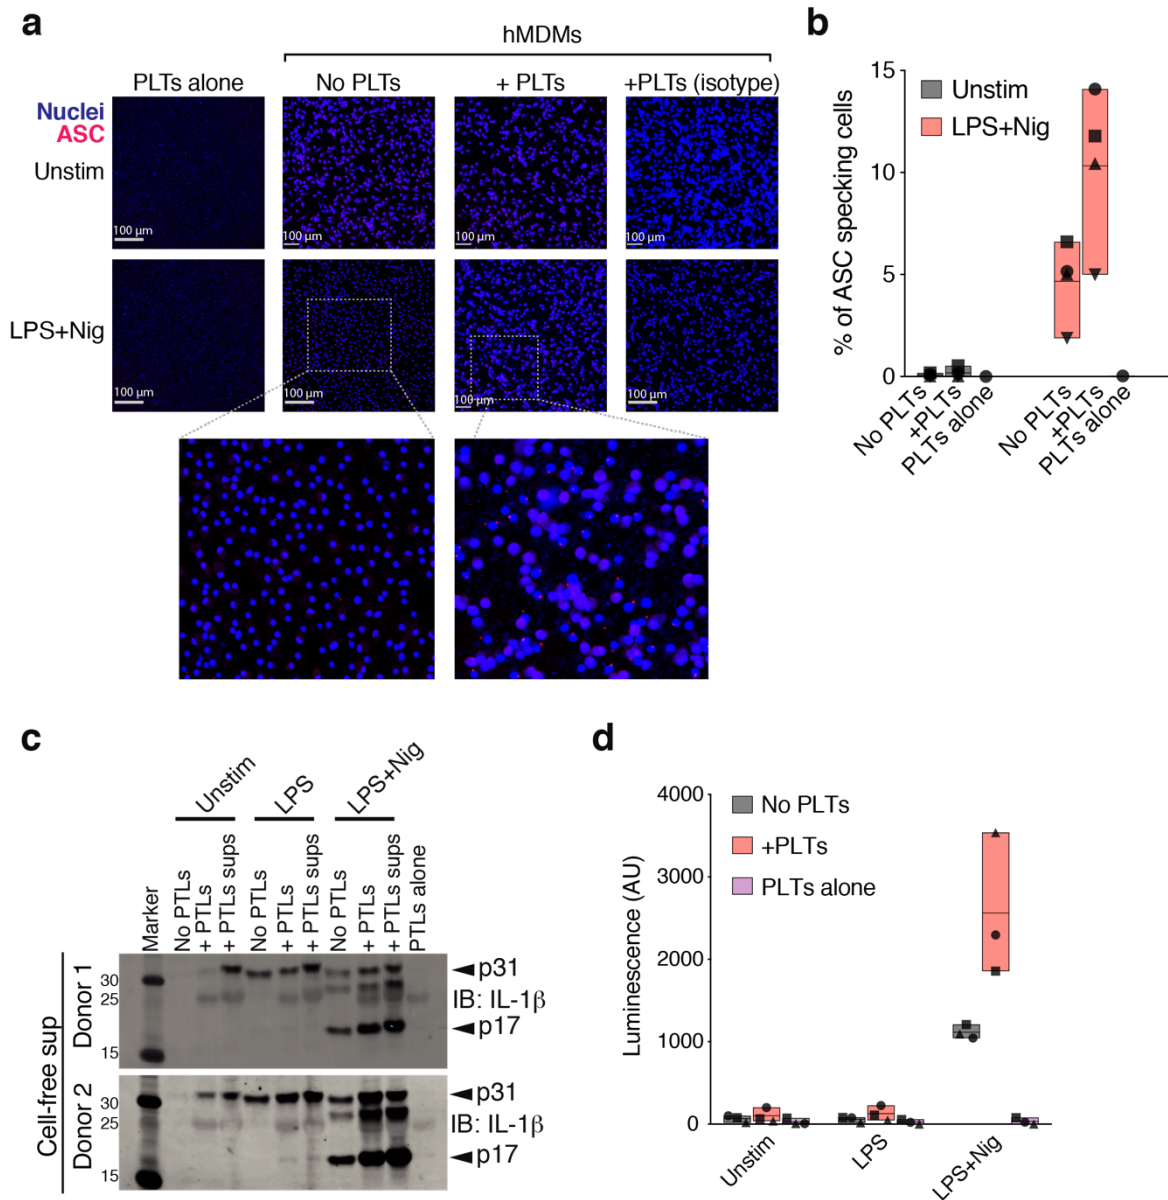 a
hMDMs
PLTs alone
No PLTs
+ PLTs
+PLTs (isotype)
Nuclei
ASC
Unstim
100 µm
100 µm
100 µm
100 µm
LPS+Nig
100 µm
100 µm
100 µm
100 µm
b
% of ASC specking cells
15
10
5
0
Unstim
LPS+Nig
No PLTs
+PLTs
PLTs alone
No PLTs
+PLTs
PLTs alone
c
Unstim
LPS
LPS+Nig
Marker
No PTLs
+ PTLs
+ PTLs sups
No PTLs
+ PTLs
+ PTLs sups
No PTLs
+ PTLs
+ PTLs sups
PTLs alone
Cell-free sup
Donor 1
30
25
15
p31
IB: IL-1β
p17
Donor 2
30
25
15
p31
IB: IL-1β
p17
d
Luminescence (AU)
4000
3000
2000
1000
0
No PLTs
+PLTs
PLTs alone
Unstim
LPS
LPS+Nig